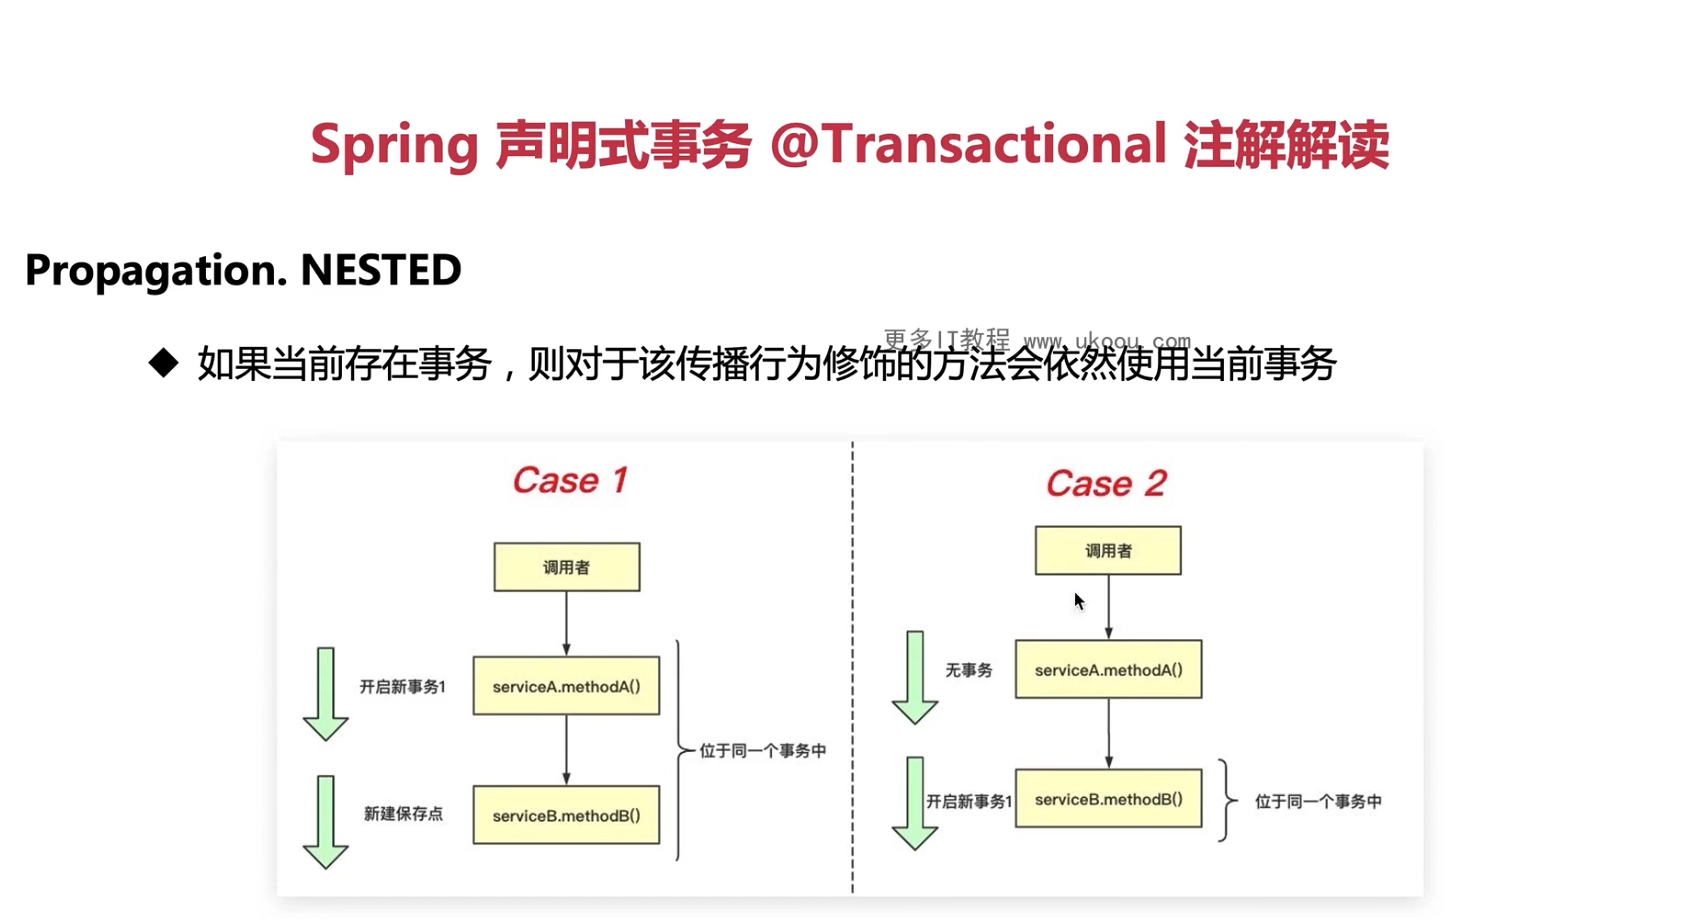 Spring 声明式事务 @Transactional 注解解读
Propagation. NESTED
更多IT教程 www.ukoou.com
◆ 如果当前存在事务，则对于该传播行为修饰的方法会依然使用当前事务
Case 1
调用者
开启新事务1
serviceA.methodA()
位于同一个事务中
新建保存点
serviceB.methodB()
Case 2
调用者
无事务
serviceA.methodA()
开启新事务1
serviceB.methodB()
位于同一个事务中